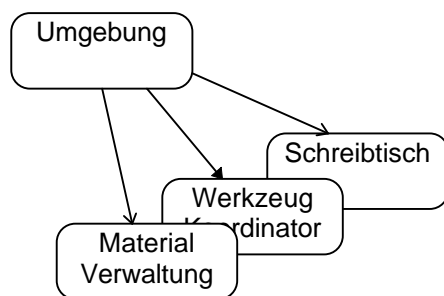 Umgebung
Schreibtisch
Werkzeug
Koordinator
Material
Verwaltung